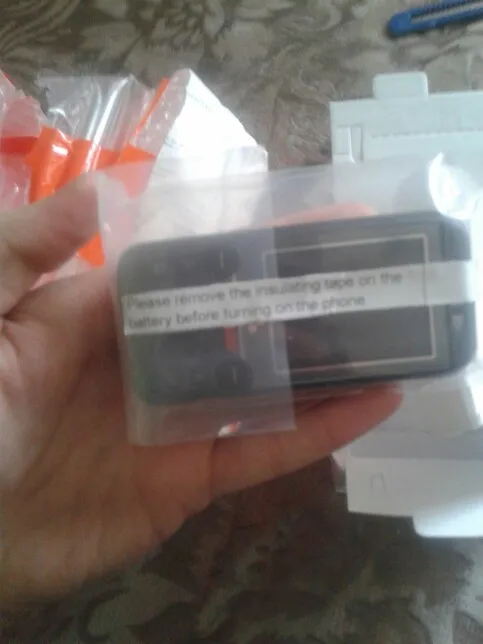 Please remove the insulating tape on the
battery before turning on the phone